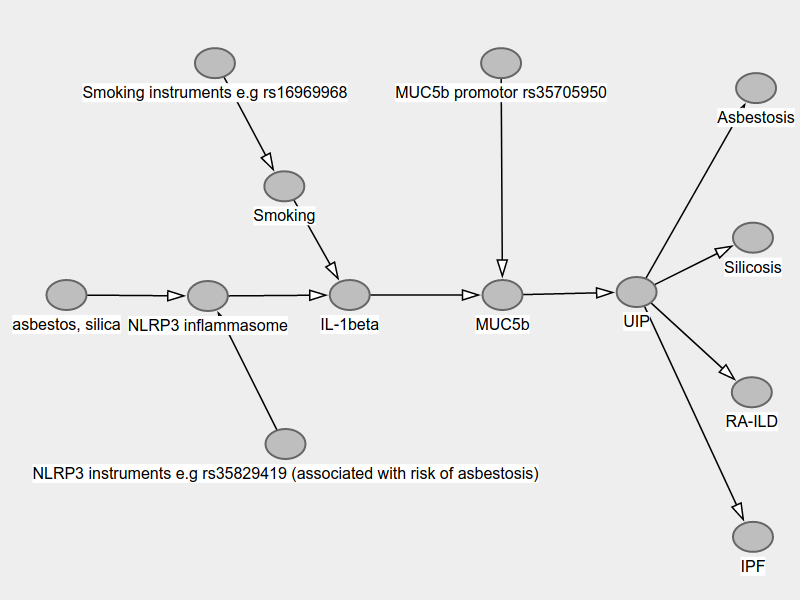 Smoking instruments e.g rs16969968
MUC5b promotor rs35705950
Asbestosis
Smoking
Silicosis
asbestos, silica
NLRP3 inflammasome
IL-1beta
MUC5b
UIP
RA-ILD
NLRP3 instruments e.g rs35829419 (associated with risk of asbestosis)
IPF